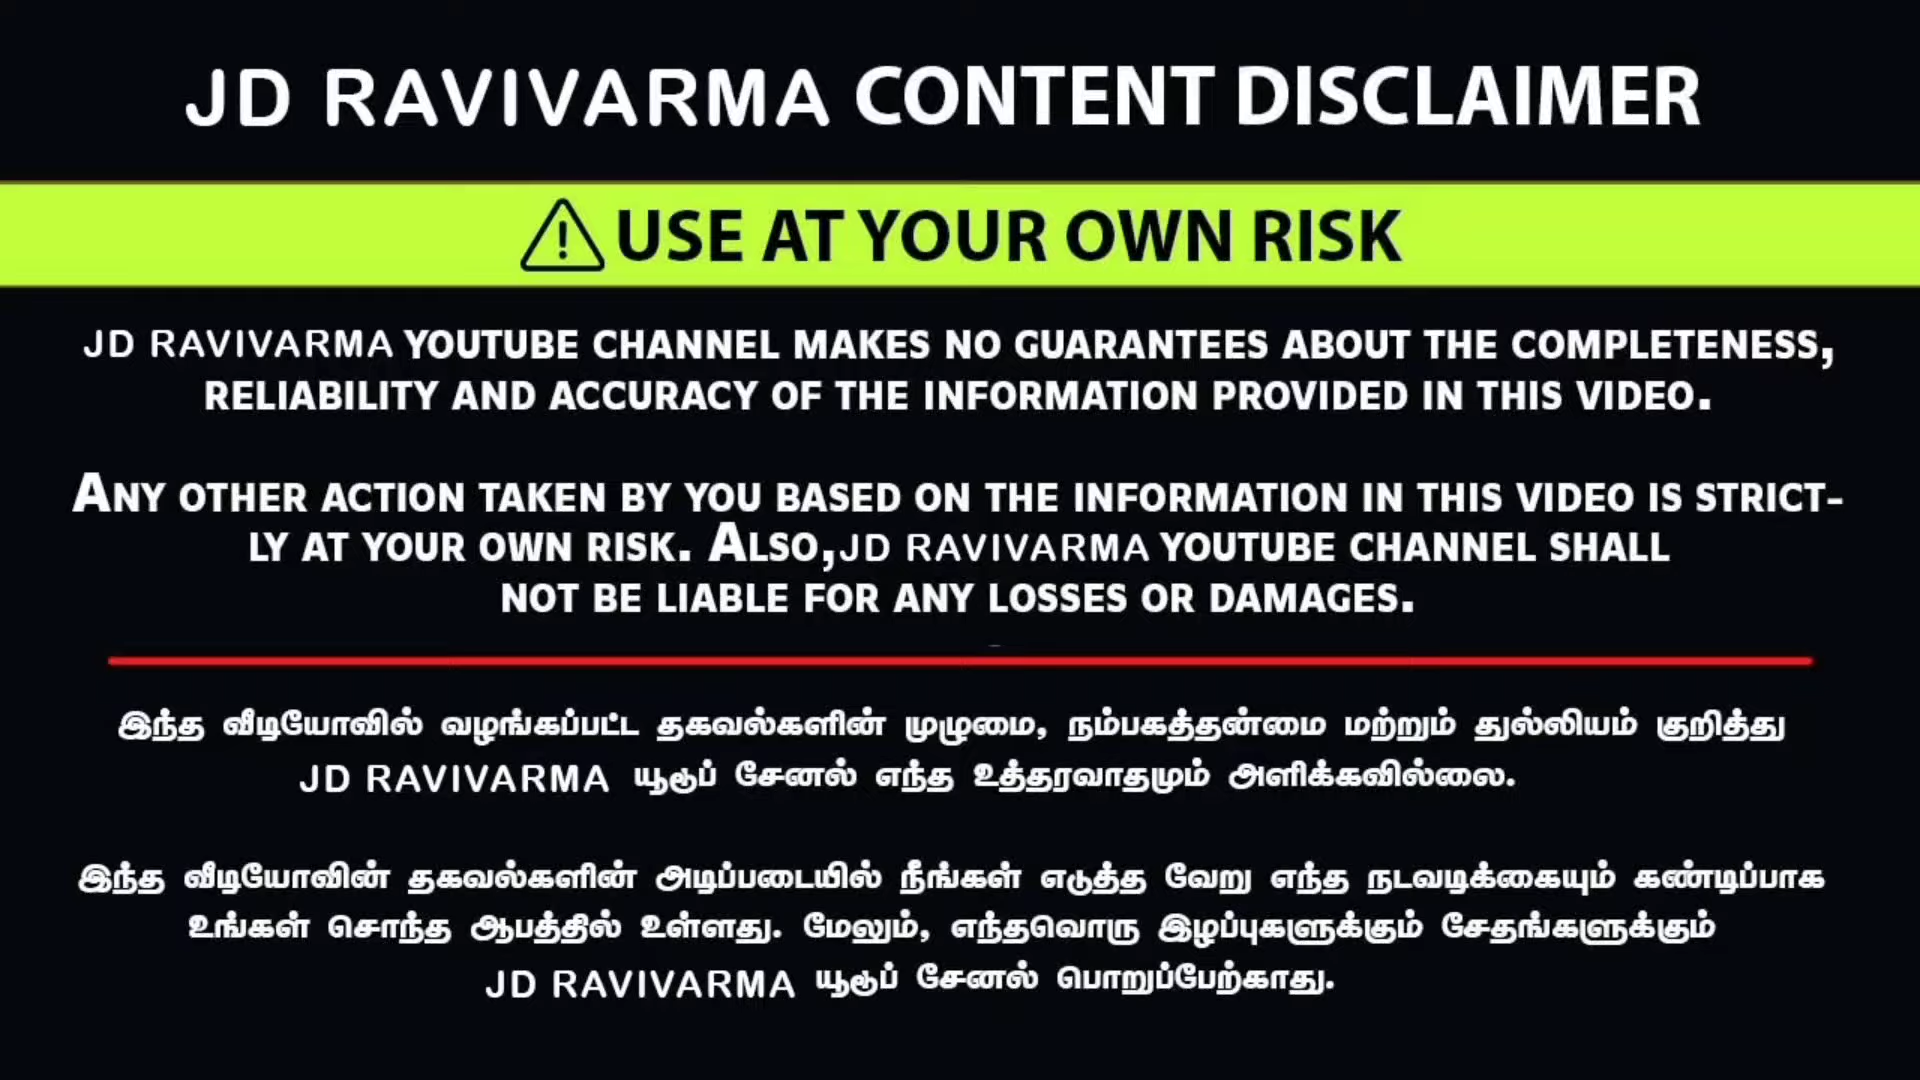 JD RAVIVARMA CONTENT DISCLAIMER
USE AT YOUR OWN RISK
JD RAVIVARMA YOUTUBE CHANNEL MAKES NO GUARANTEES ABOUT THE COMPLETENESS,
RELIABILITY AND ACCURACY OF THE INFORMATION PROVIDED IN THIS VIDEO.
ANY OTHER ACTION TAKEN BY YOU BASED ON THE INFORMATION IN THIS VIDEO IS STRICT-
LY AT YOUR OWN RISK. ALSO,JD RAVIVARMA YOUTUBE CHANNEL SHALL
NOT BE LIABLE FOR ANY LOSSES OR DAMAGES.
இந்த வீடியோவில் வழங்கப்பட்ட தகவல்களின் முழுமை, நம்பகத்தன்மை மற்றும் துல்லியம் குறித்து
JD RAVIVARMA யூடூப் சேனல் எந்த உத்தரவாதமும் அளிக்கவில்லை.
இந்த வீடியோவின் தகவல்களின் அடிப்படையில் நீங்கள் எடுத்த வேறு எந்த நடவடிக்கையும் கண்டிப்பாக
உங்கள் சொந்த ஆபத்தில் உள்ளது. மேலும், எந்தவொரு இழப்புகளுக்கும் சேதங்களுக்கும்
JD RAVIVARMA யூடூப் சேனல் பொறுப்பேற்காது.